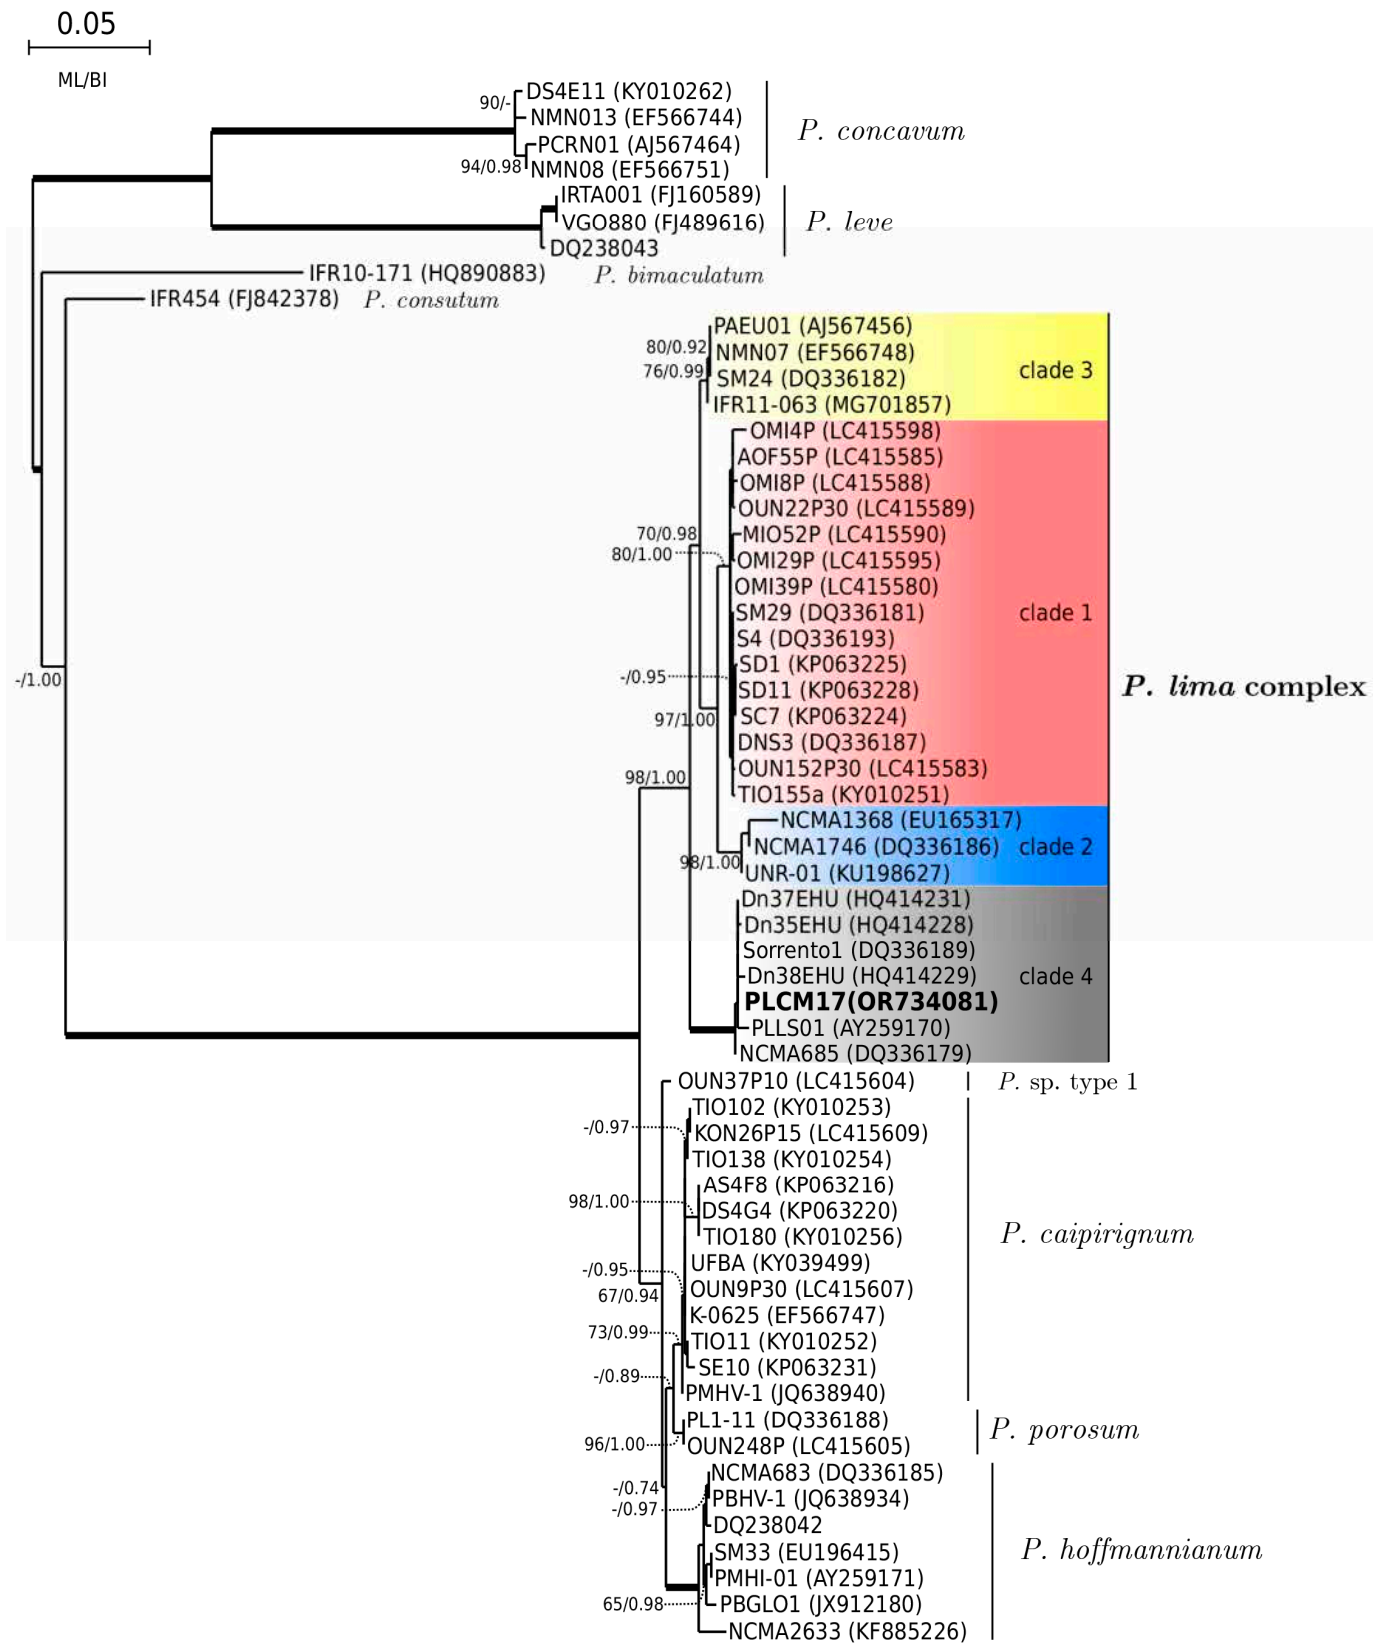 0.05
ML/BI
DS4E11 (KY010262)
90/-
NMN013 (EF566744)
P. concavum
PCRN01 (AJ567464)
94/0.98
NMN08 (EF566751)
IRTA001 (FJ160589)
VGO880 (FJ489616)
P. leve
DQ238043
IFR10-171 (HQ890883)
P. bimaculatum
IFR454 (FJ842378)
P. consutum
PAEU01 (AJ567456)
80/0.92
NMN07 (EF566748)
76/0.99
clade 3
SM24 (DQ336182)
IFR11-063 (MG701857)
OMI4P (LC415598)
AOF55P (LC415585)
OMI8P (LC415588)
OUN22P30 (LC415589)
70/0.98
MIO52P (LC415590)
80/1.00
OMI29P (LC415595)
OMI39P (LC415580)
SM29 (DQ336181)
clade 1
S4 (DQ336193)
SD1 (KP063225)
-/0.95
-/1.00
P. lima complex
SD11 (KP063228)
SC7 (KP063224)
97/1.00
DNS3 (DQ336187)
OUN152P30 (LC415583)
98/1.00
TIO155a (KY010251)
NCMA1368 (EU165317)
NCMA1746 (DQ336186)
clade 2
98/1.00
UNR-01 (KU198627)
Dn37EHU (HQ414231)
Dn35EHU (HQ414228)
Sorrento1 (DQ336189)
Dn38EHU (HQ414229)
clade 4
PLCM17(OR734081)
PLLS01 (AY259170)
NCMA685 (DQ336179)
OUN37P10 (LC415604)
P. sp. type 1
TIO102 (KY010253)
-/0.97
KON26P15 (LC415609)
TIO138 (KY010254)
AS4F8 (KP063216)
98/1.00
DS4G4 (KP063220)
TIO180 (KY010256)
P. caipirignum
UFBA (KY039499)
-/0.95
OUN9P30 (LC415607)
67/0.94
K-0625 (EF566747)
73/0.99
TIO11 (KY010252)
SE10 (KP063231)
-/0.89
PMHV-1 (JQ638940)
PL1-11 (DQ336188)
P. porosum
96/1.00
OUN248P (LC415605)
NCMA683 (DQ336185)
-/0.74
PBHV-1 (JQ638934)
-/0.97
DQ238042
SM33 (EU196415)
P. hoffmannianum
PMHI-01 (AY259171)
65/0.98
PBGLO1 (JX912180)
NCMA2633 (KF885226)